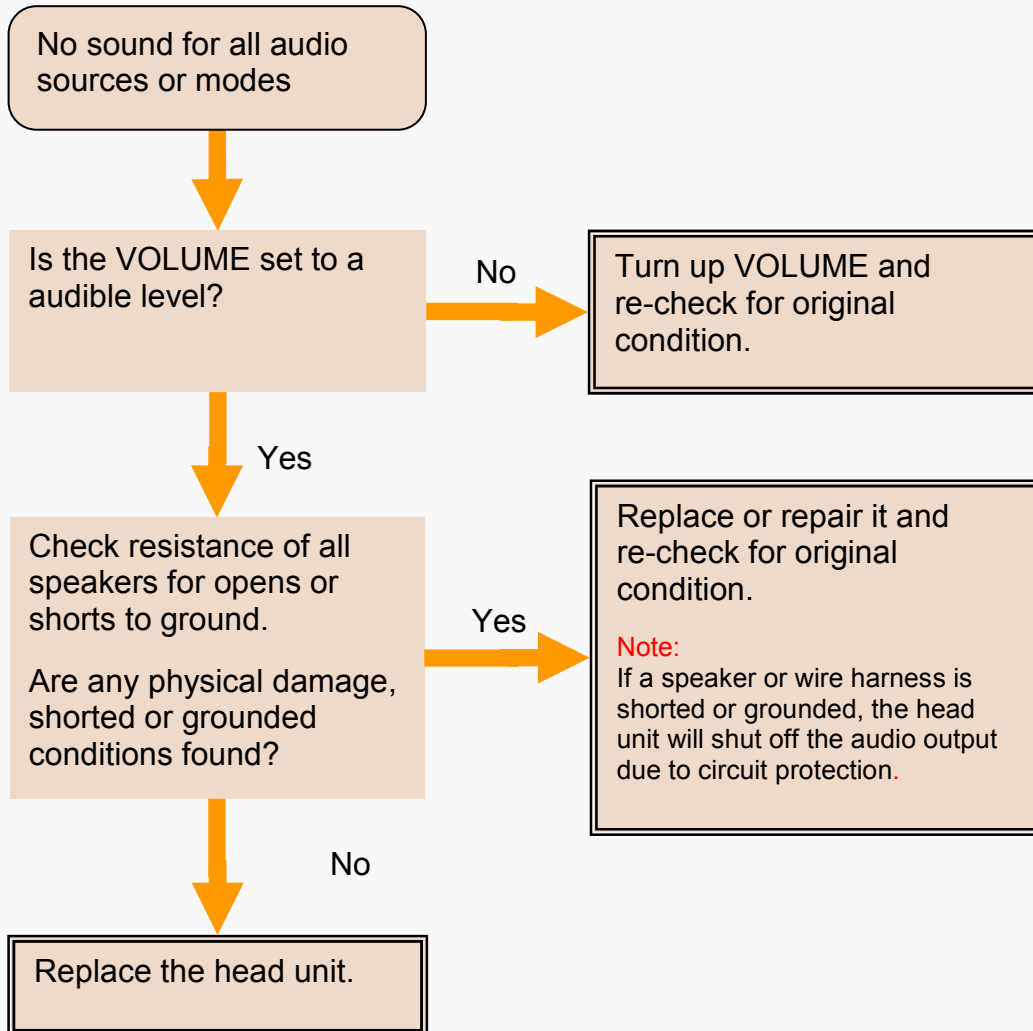 No sound for all audio
sources or modes
Is the VOLUME set to a
audible level?
No
Turn up VOLUME and
re-check for original
condition.
Yes
Check resistance of all
speakers for opens or
shorts to ground.
Are any physical damage,
shorted or grounded
conditions found?
Yes
Replace or repair it and
re-check for original
condition.
Note:
If a speaker or wire harness is
shorted or grounded, the head
unit will shut off the audio output
due to circuit protection.
No
Replace the head unit.